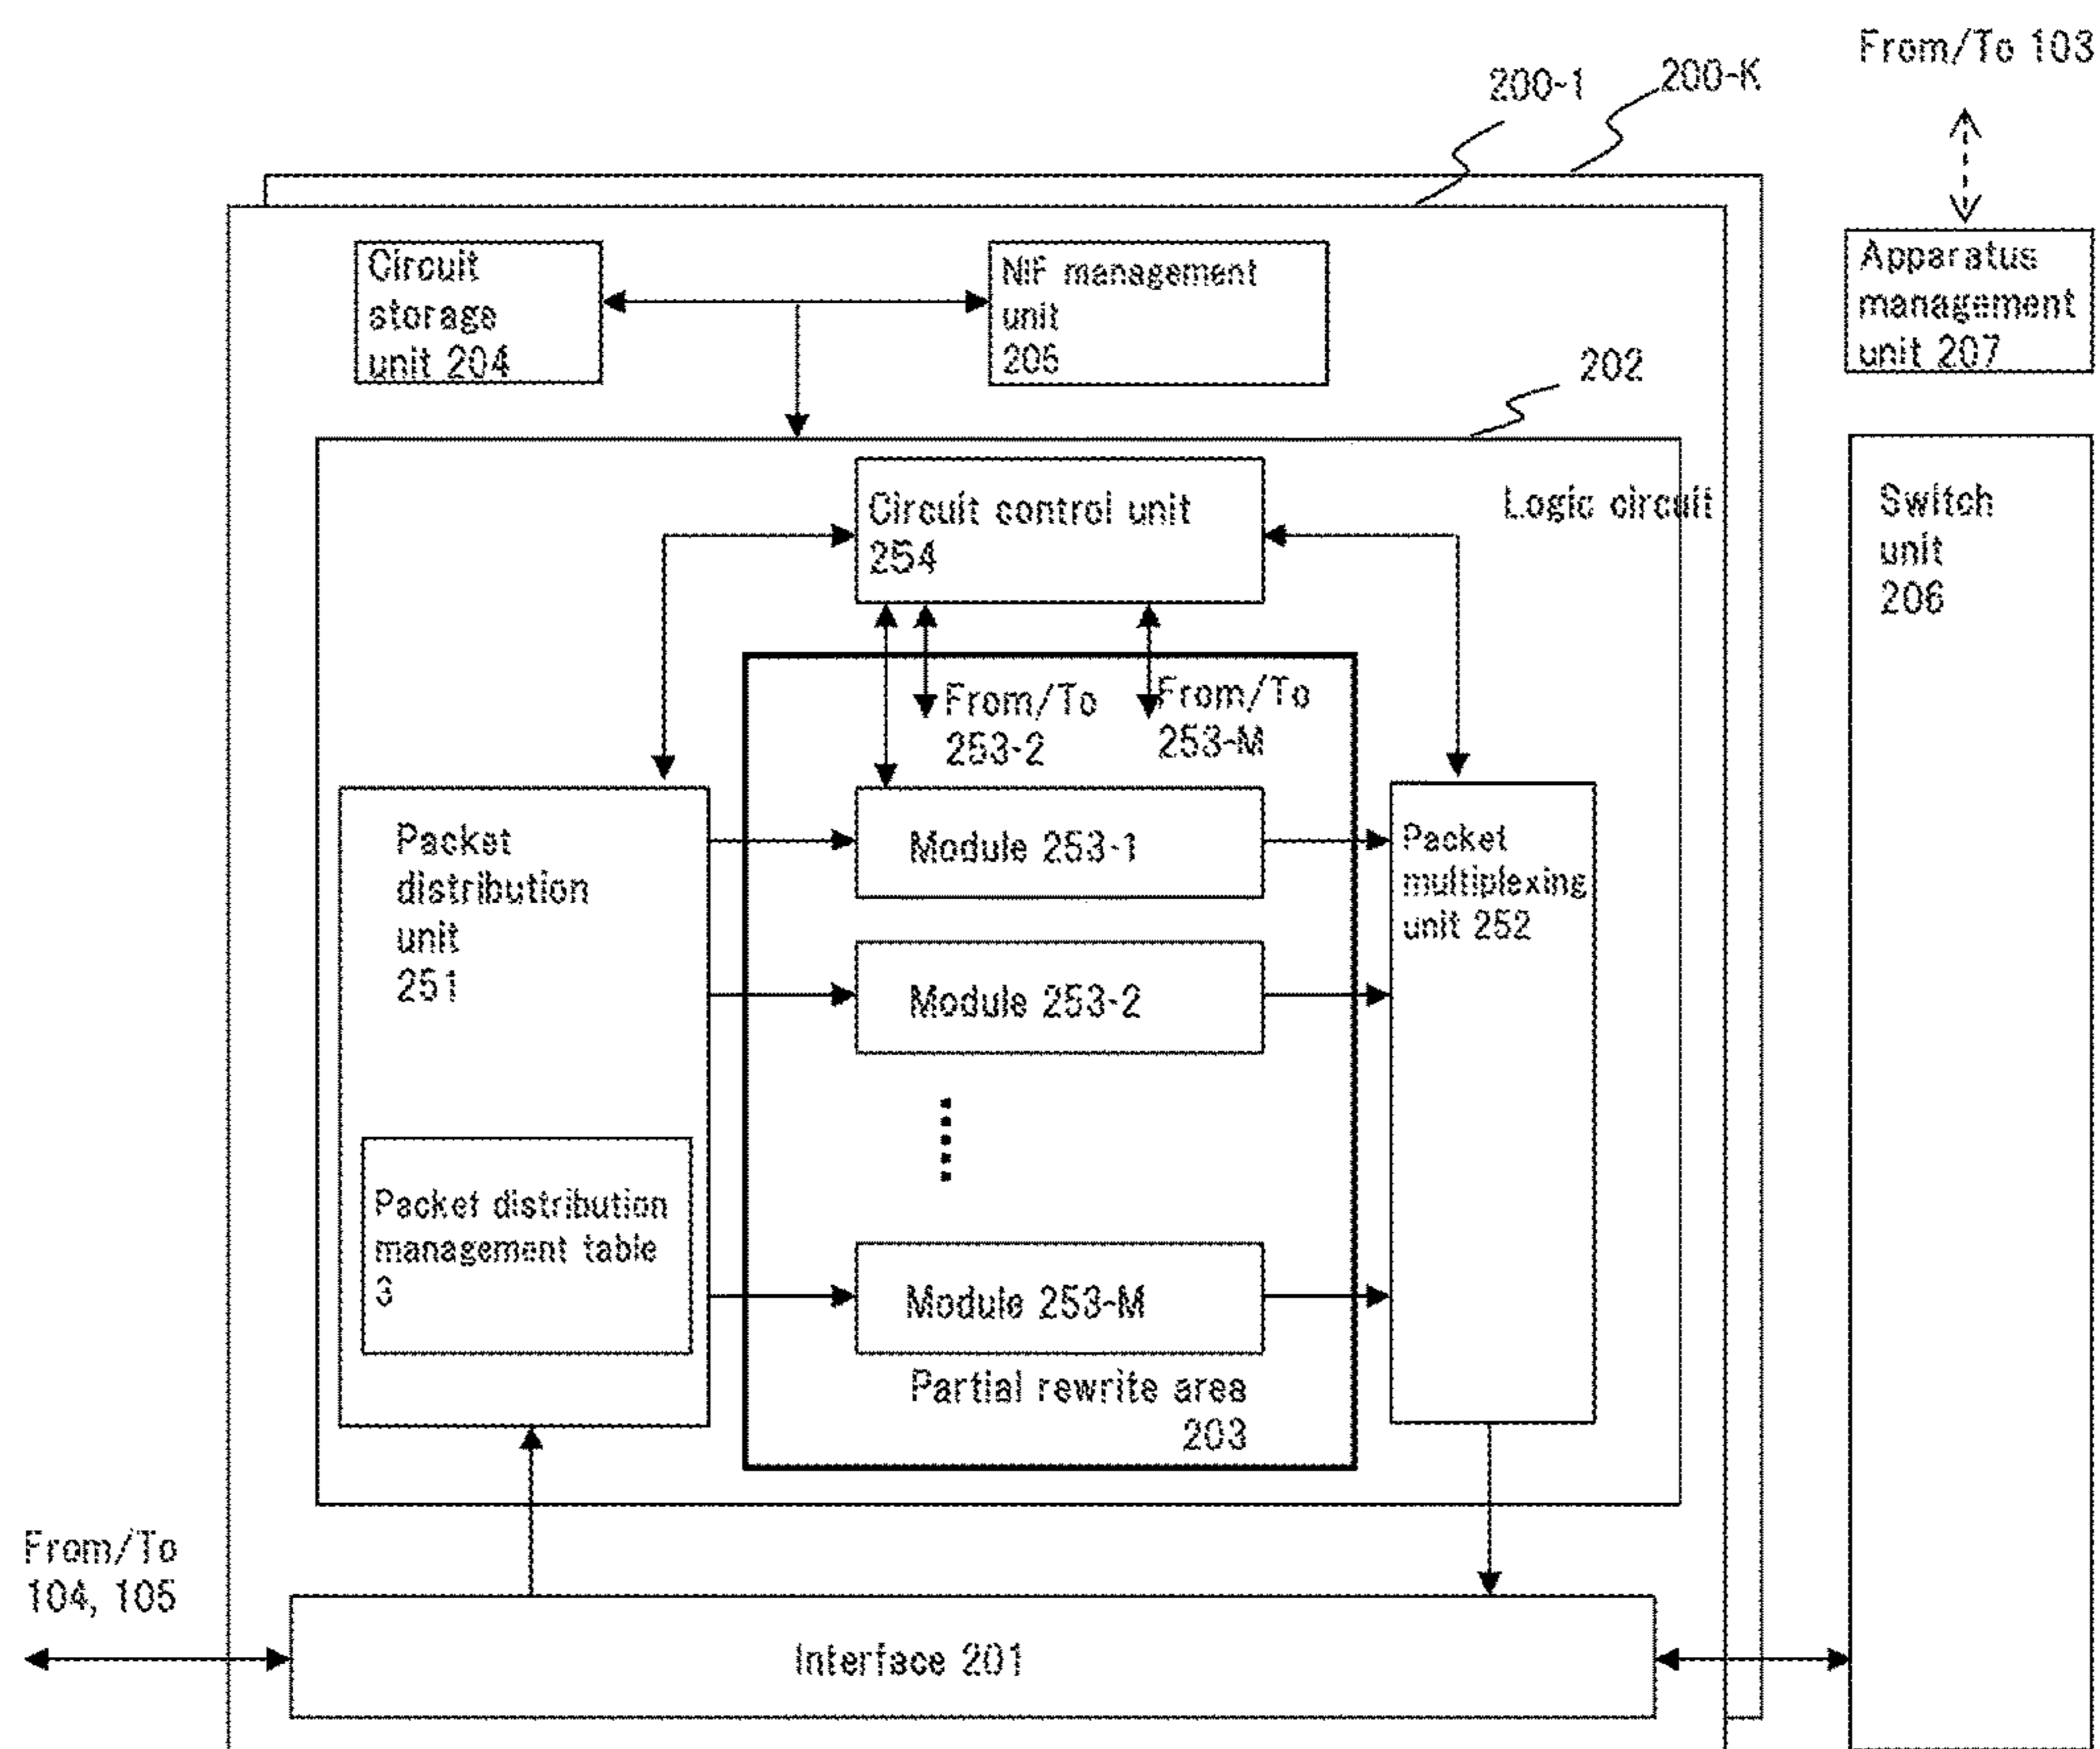 From/To 103
200-1
200-K
Circuit
storage
unit 204
NIF management
unit
205
Apparatus
management
unit 207
202
Logic circuit
Circuit control unit
254
Switch
unit
206
From/To
253-2
From/To
253-M
Packet
distribution
unit
251
Module 253-1
Packet
multiplexing
unit 252
Module 253-2
Packet distribution
management table
3
Module 253-M
Partial rewrite area
203
From/To
104, 105
Interface 201